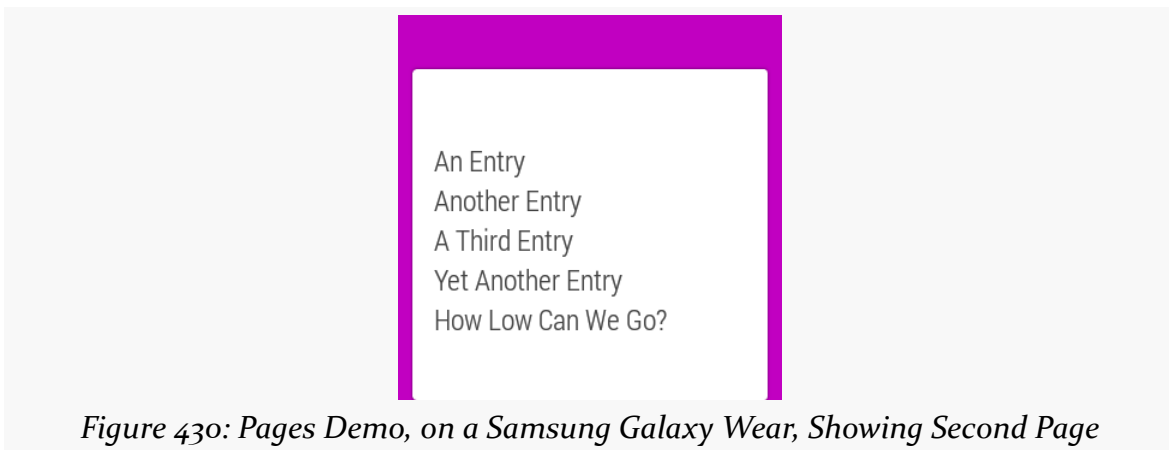 An Entry
Another Entry
A Third Entry
Yet Another Entry
How Low Can We Go?
Figure 430: Pages Demo, on a Samsung Galaxy Wear, Showing Second Page